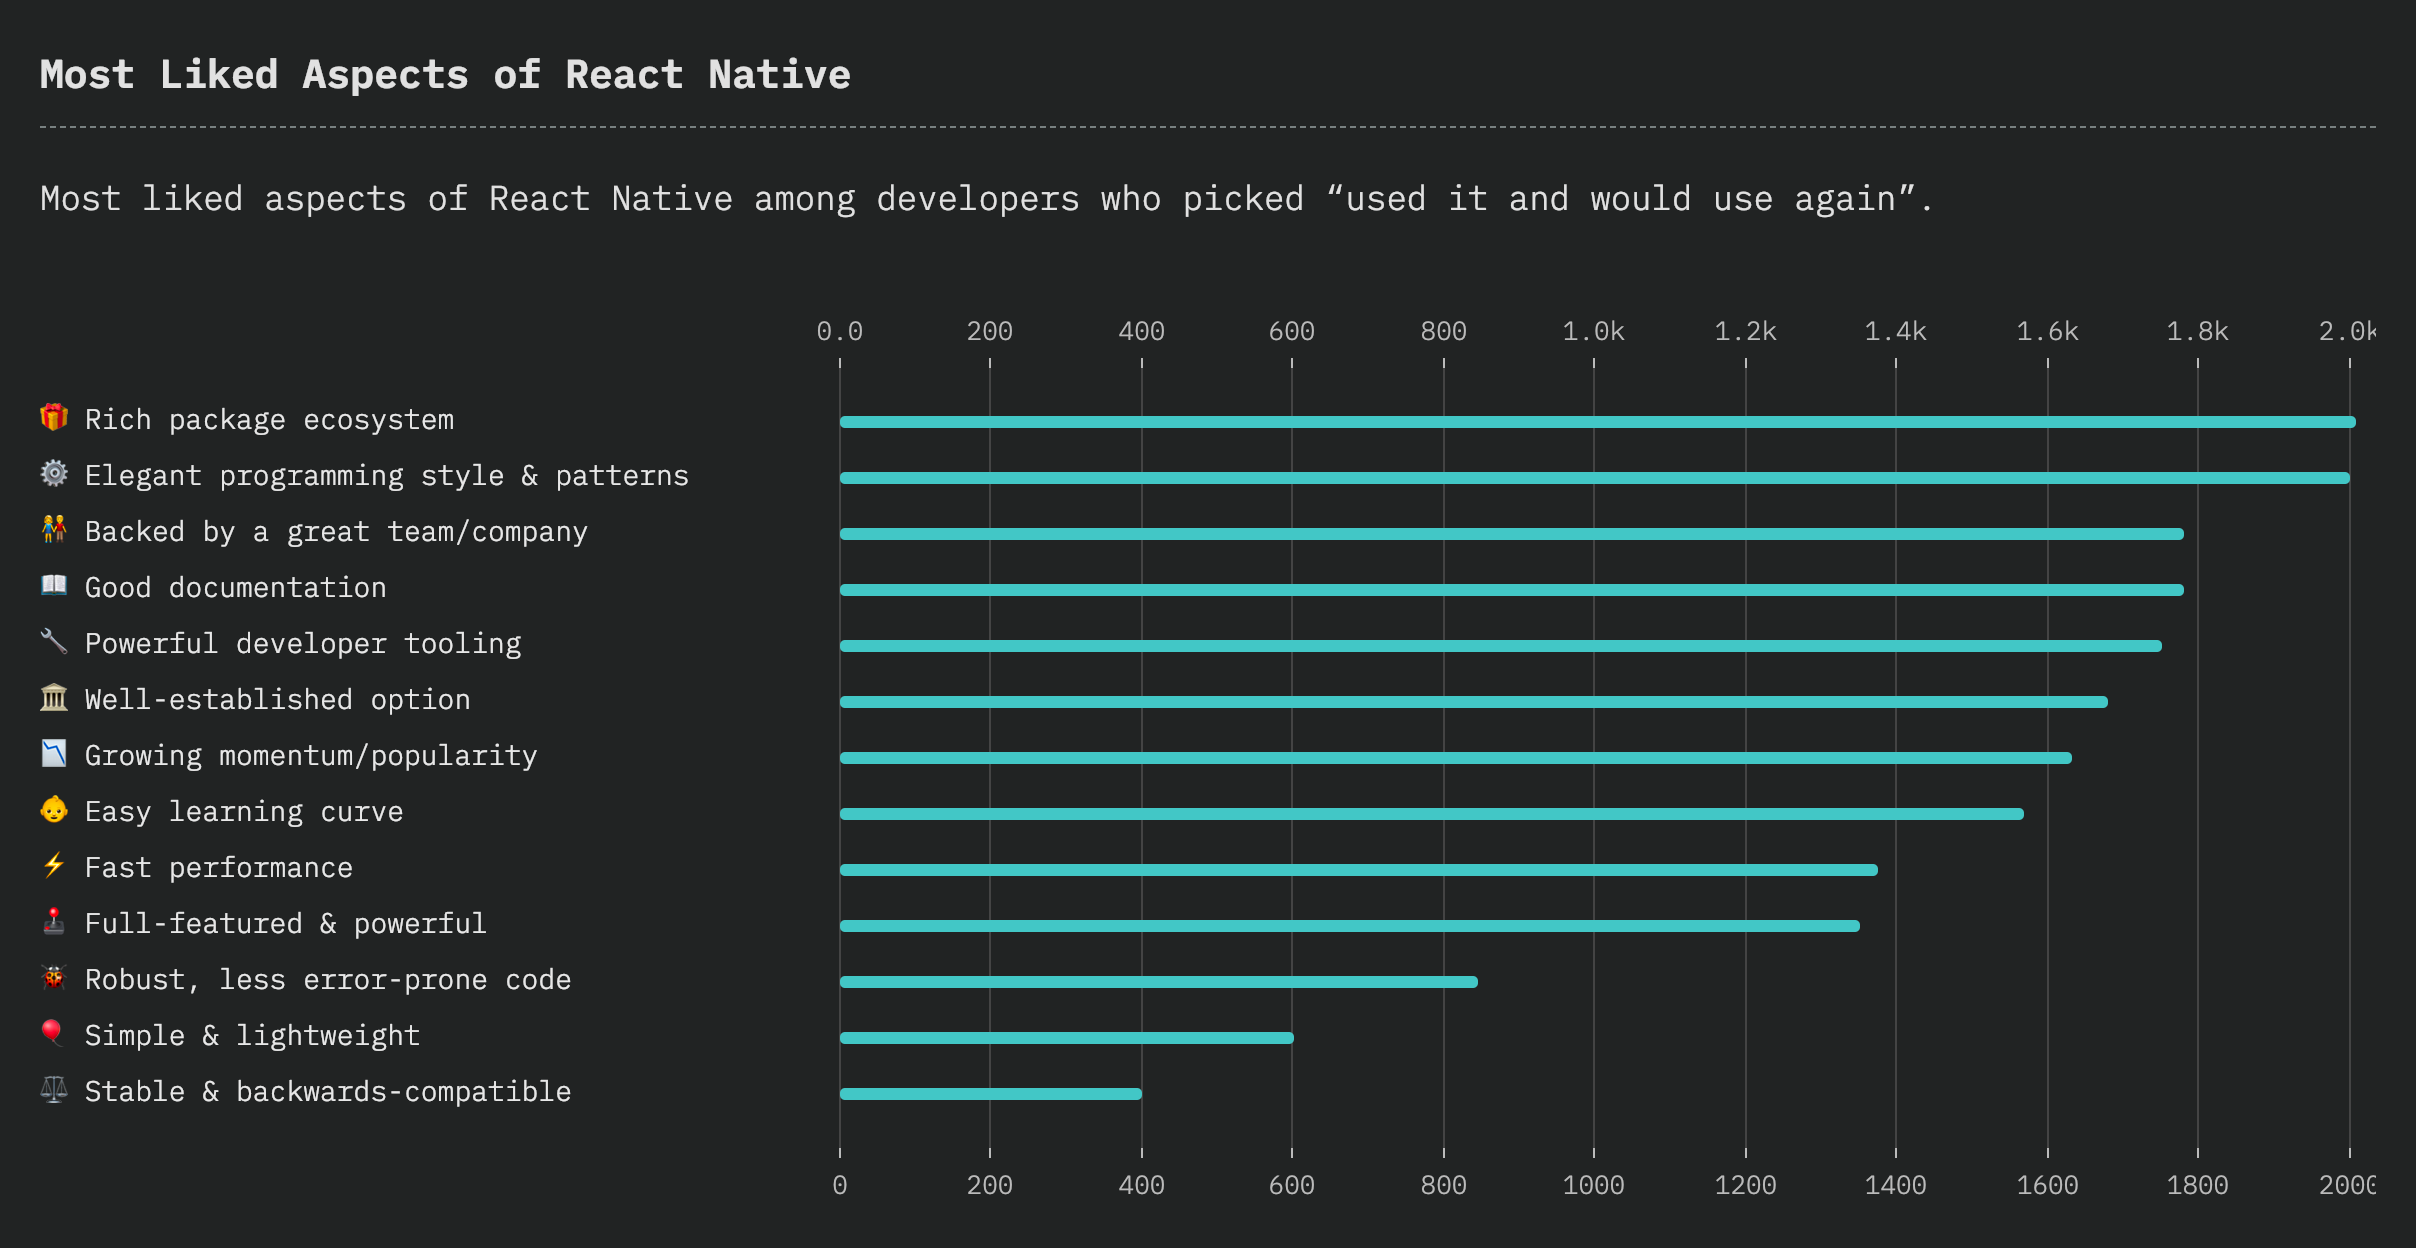 Most Liked Aspects of React Native
Most liked aspects of React Native among developers who picked “used it and would use again”.
0.0 200 400 600 800 1.0k 1.2k 1.4k 1.6k 1.8k 2.0k
Rich package ecosystem
Elegant programming style & patterns
Backed by a great team/company
Good documentation
Powerful developer tooling
Well-established option
Growing momentum/popularity
Easy learning curve
Fast performance
Full-featured & powerful
Robust, less error-prone code
Simple & lightweight
Stable & backwards-compatible
0 200 400 600 800 1000 1200 1400 1600 1800 2000